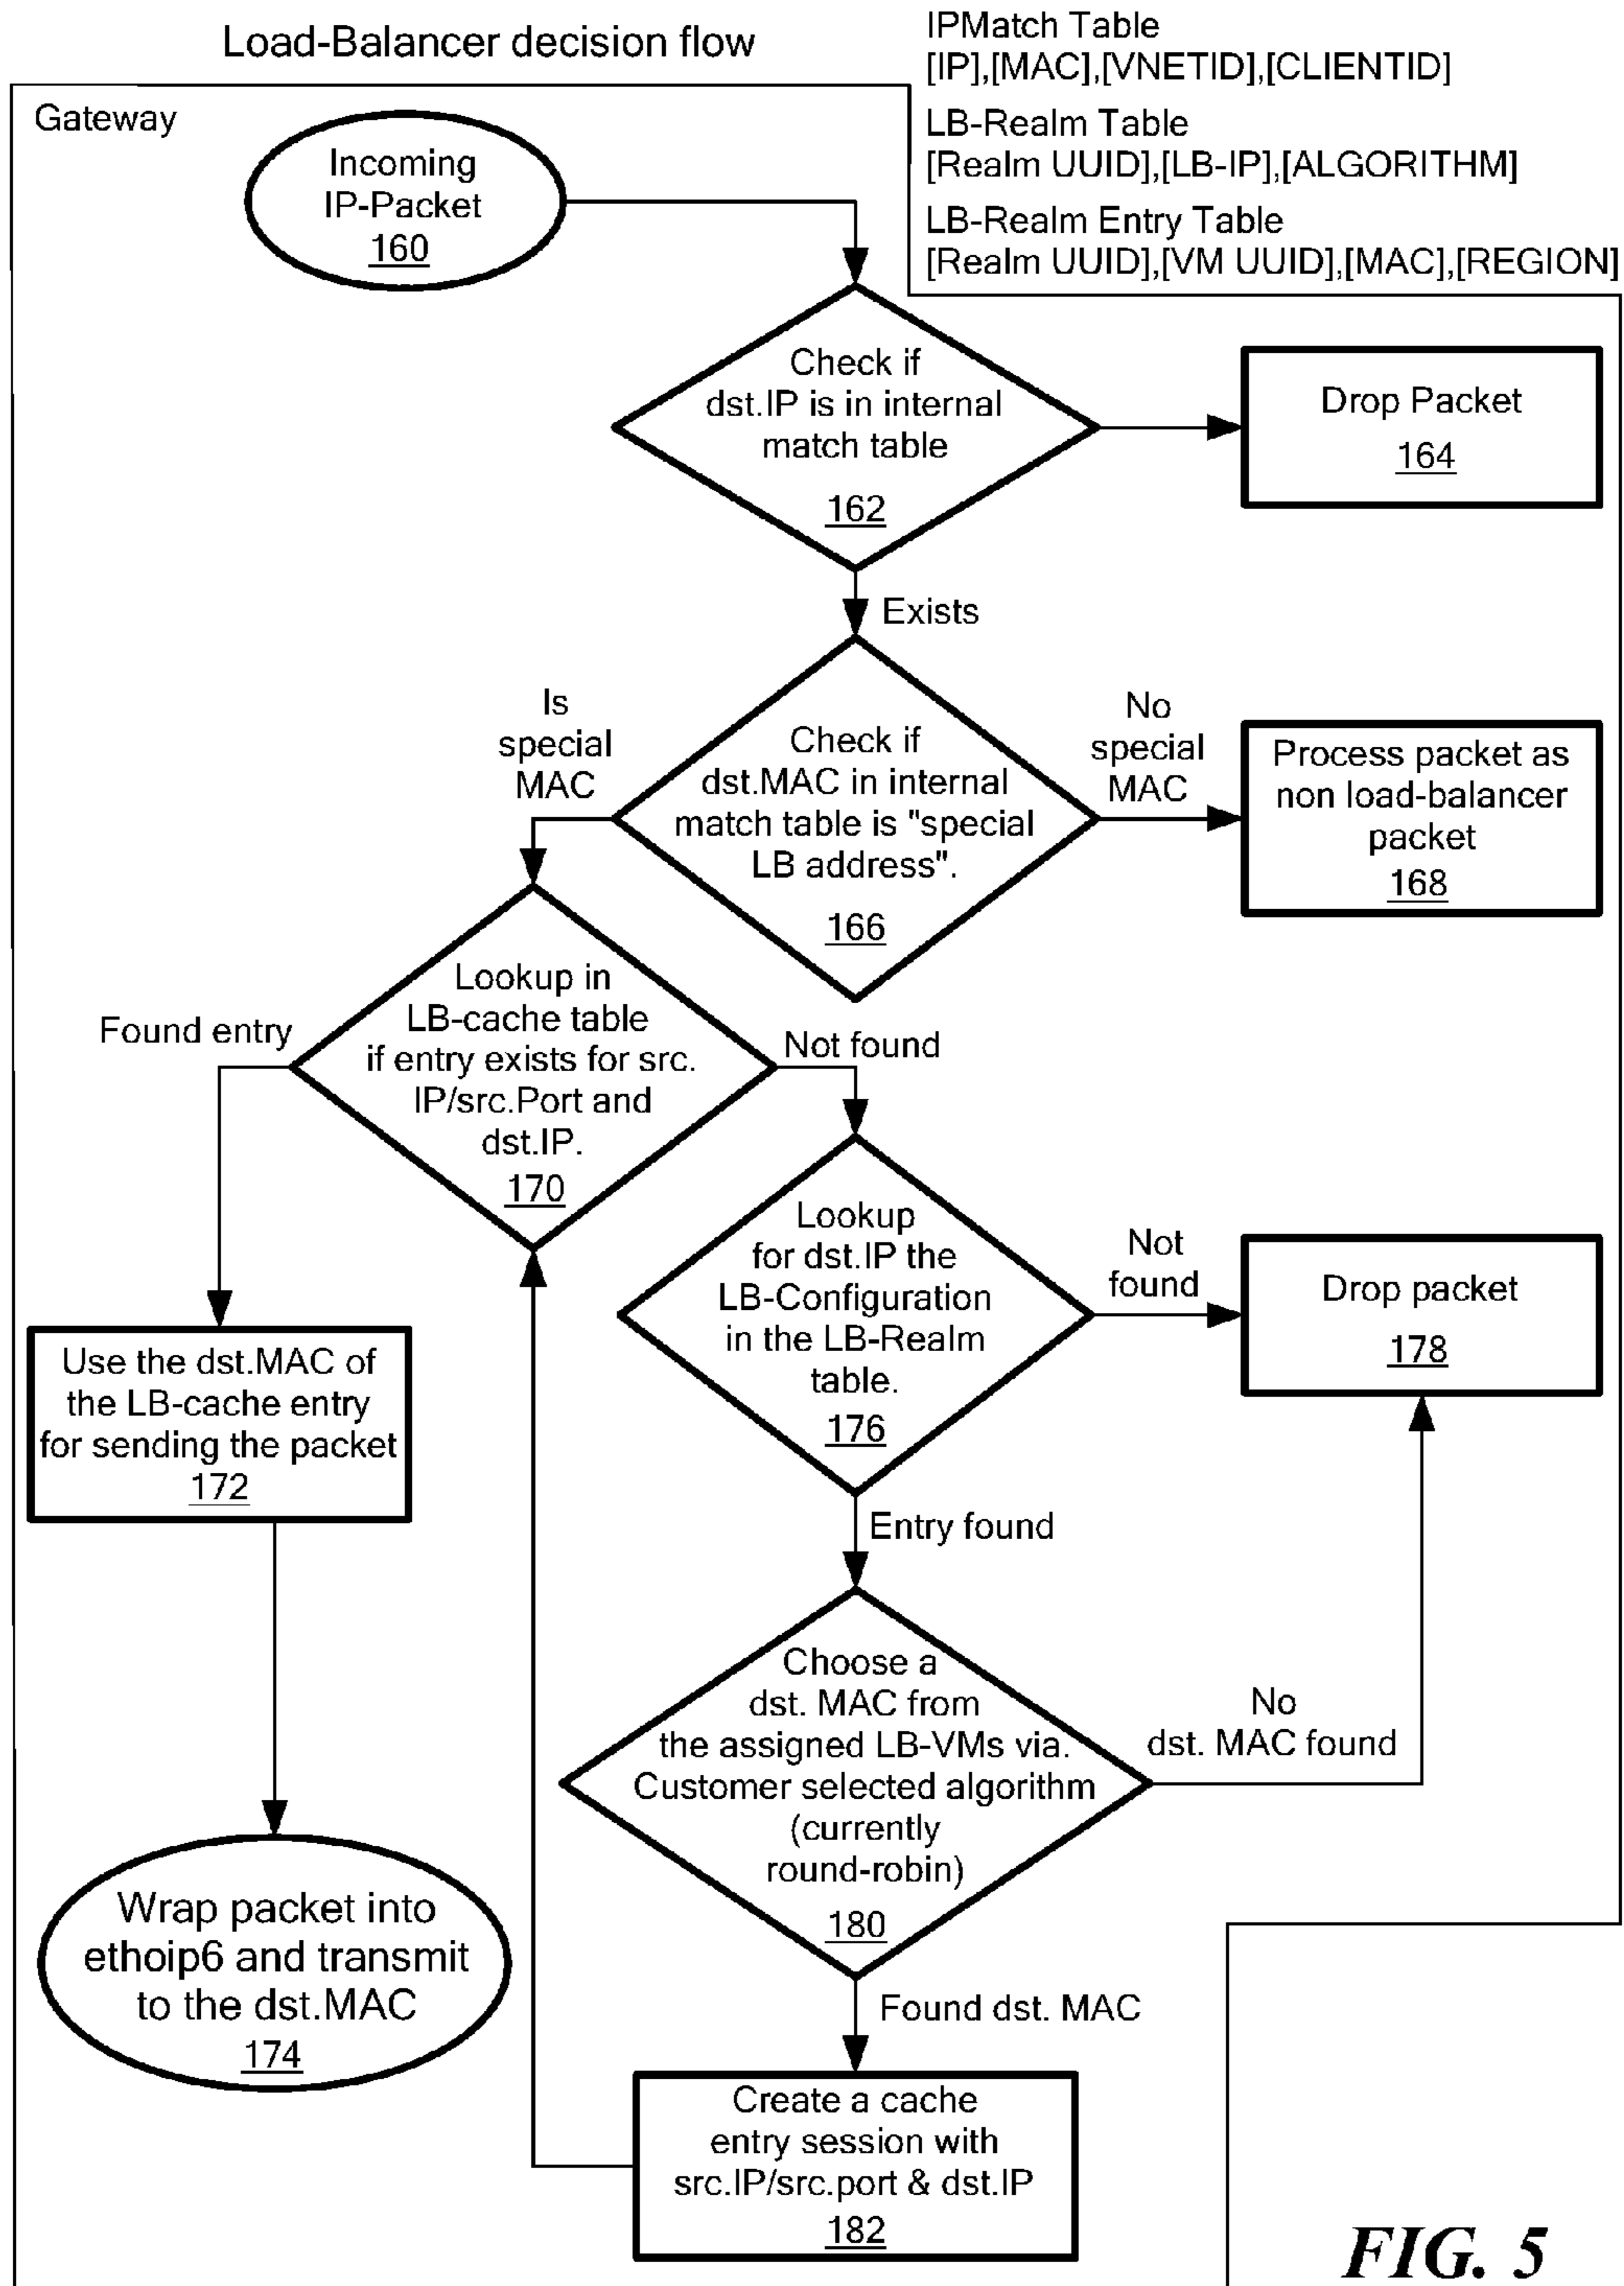 Load-Balancer decision flow
IPMatch Table
[IP],[MAC],[VNETID],[CLIENTID]
LB-Realm Table
[Realm UUID],[LB-IP],[ALGORITHM]
LB-Realm Entry Table
[Realm UUID],[VM UUID],[MAC],[REGION]
Gateway
Incoming
IP-Packet
160
Check if
dst.IP is in internal
match table
162
Drop Packet
164
Exists
Is
special
MAC
Check if
dst.MAC in internal
match table is "special
LB address".
166
No
special
MAC
Process packet as
non load-balancer
packet
168
Found entry
Lookup in
LB-cache table
if entry exists for src.
IP/src.Port and
dst.IP.
170
Not found
Lookup
for dst.IP the
LB-Configuration
in the LB-Realm
table.
176
Not
found
Drop packet
178
Use the dst.MAC of
the LB-cache entry
for sending the packet
172
Entry found
Choose a
dst. MAC from
the assigned LB-VMs via.
Customer selected algorithm
(currently
round-robin)
180
No
dst. MAC found
Wrap packet into
ethoip6 and transmit
to the dst.MAC
174
Found dst. MAC
Create a cache
entry session with
src.IP/src.port & dst.IP
182
FIG. 5